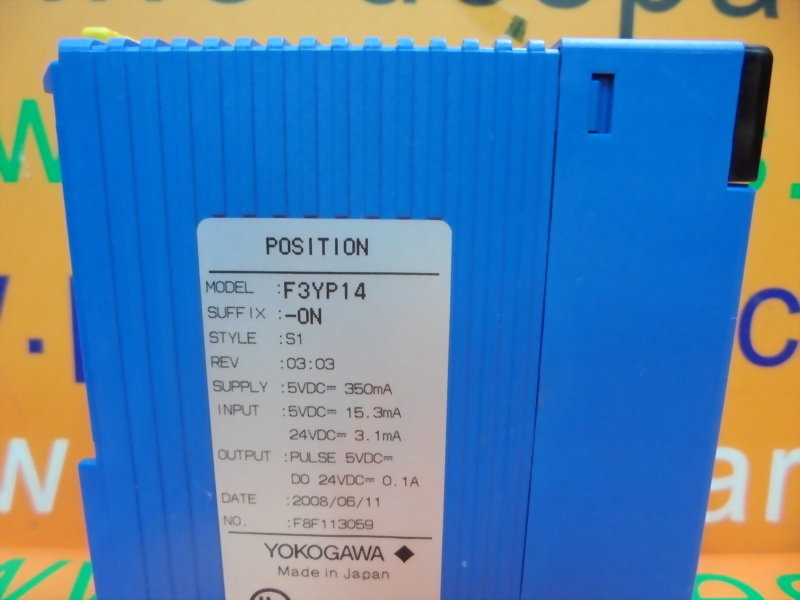 POSITION
MODEL :F3YP14
SUFFIX :-0N
STYLE :S1
REV :03:03
SUPPLY :5VDC⎓ 350mA
INPUT :5VDC⎓ 15.3mA
24VDC⎓ 3.1mA
OUTPUT :PULSE 5VDC⎓
DO 24VDC⎓ 0.1A
DATE :2008/06/11
NO. :F8F113059
YOKOGAWA
Made in Japan